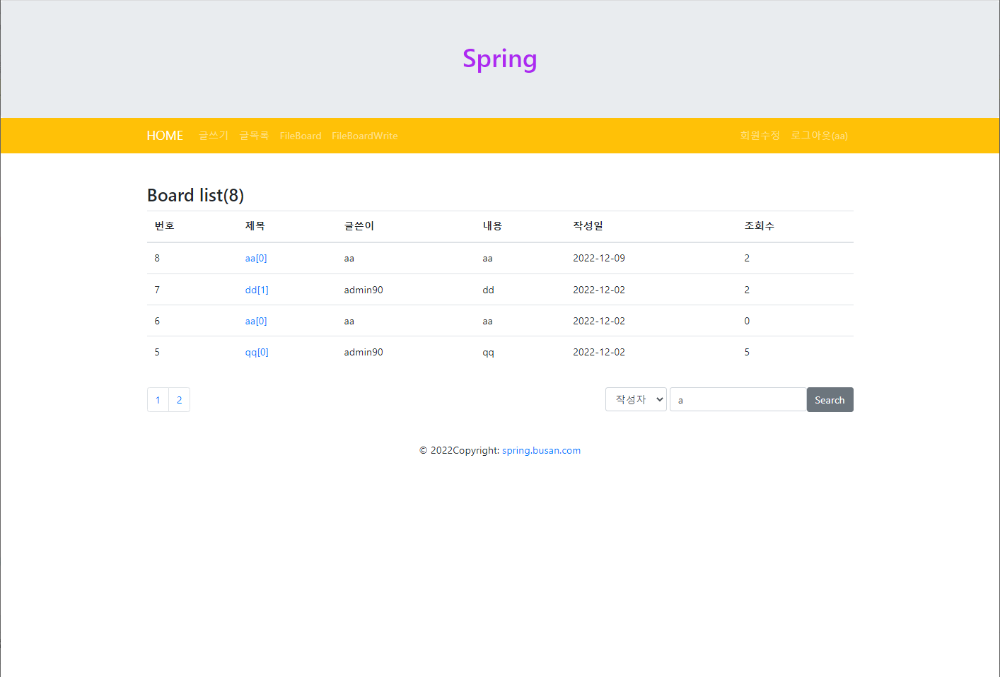 Spring
HOME 글쓰기 글목록 FileBoard FileBoardWrite 회원수정 로그아웃(aa)
Board list(8)
번호 제목 글쓴이 내용 작성일 조회수
8 aa[0] aa aa 2022-12-09 2
7 dd[1] admin90 dd 2022-12-02 2
6 aa[0] aa aa 2022-12-02 0
5 qq[0] admin90 qq 2022-12-02 5
1 2 작성자 a Search
© 2022Copyright: spring.busan.com